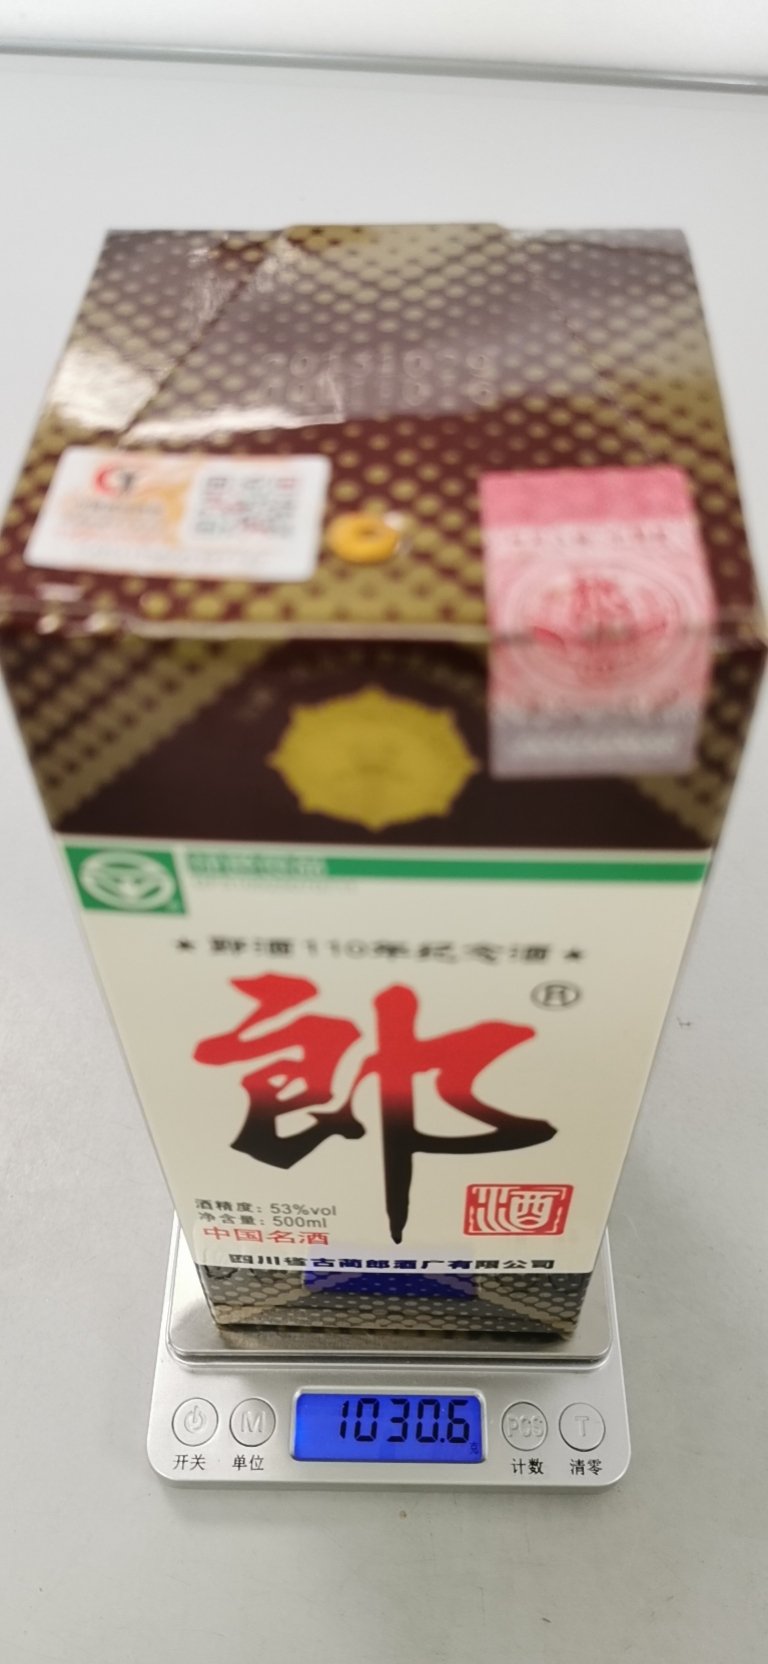 郎酒110年纪念酒
郎
®
酒
酒精度：53%vol
净含量：500ml
中国名酒
四川省古蔺郎酒厂有限公司
1030.6
M
PCS
T
开关
单位
计数
清零